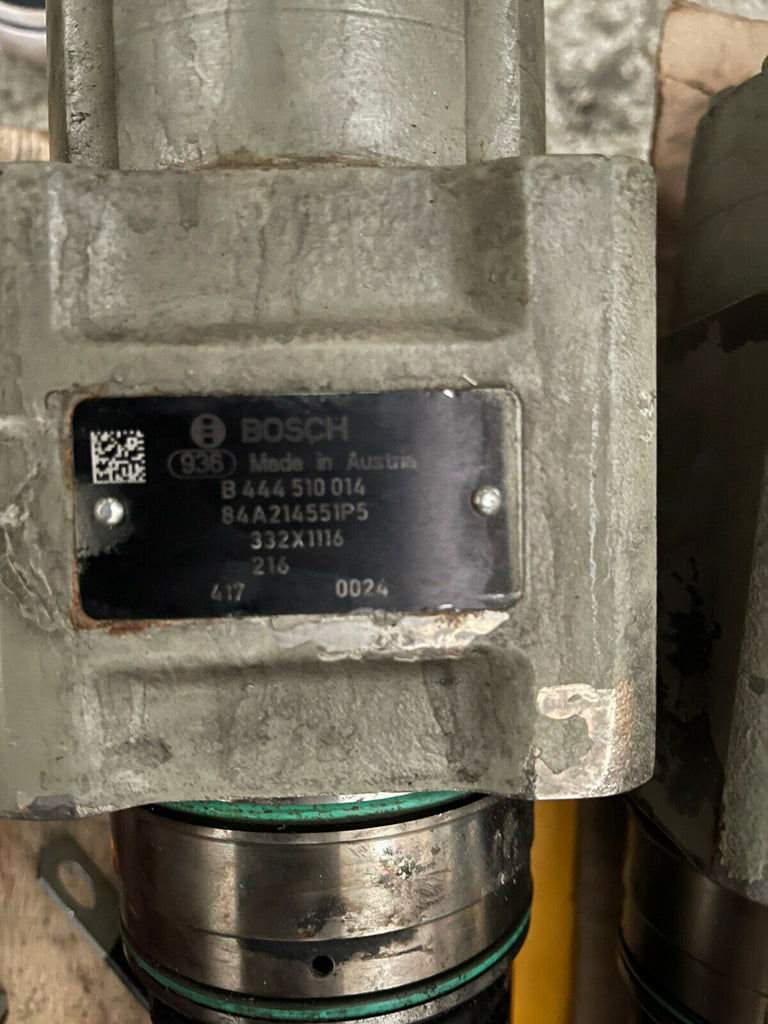 BOSCH
936 Made in Austria
B 444 510 014
84A214551P5
332X1116
216
417 0024